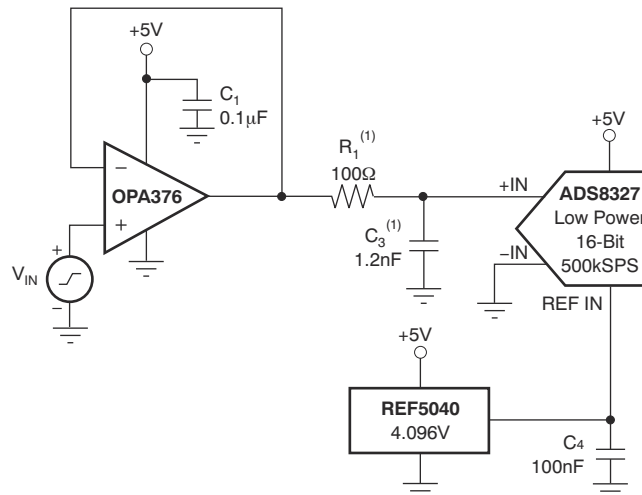 +5V
C1
0.1μF
−
OPA376
+
+
VIN
−
R1(1)
100Ω
C3(1)
1.2nF
+5V
+IN
ADS8327
Low Power
16-Bit
500kSPS
−IN
REF IN
+5V
REF5040
4.096V
C4
100nF